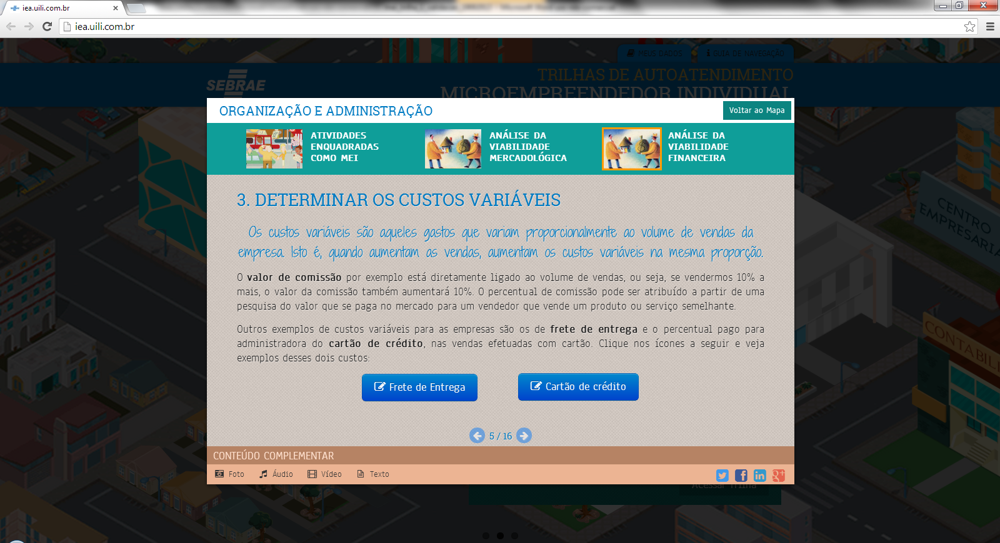 iea.uili.com.br
iea.uili.com.br
MEUS DADOS
GUIA DE NAVEGAÇÃO
SEBRAE
TRILHAS DE AUTOATENDIMENTO
MICROEMPREENDEDOR INDIVIDUAL
ORGANIZAÇÃO E ADMINISTRAÇÃO
Voltar ao Mapa
ATIVIDADES
ENQUADRADAS
COMO MEI
ANÁLISE DA
VIABILIDADE
MERCADOLÓGICA
ANÁLISE DA
VIABILIDADE
FINANCEIRA
3. DETERMINAR OS CUSTOS VARIÁVEIS
Os custos variáveis são aqueles gastos que variam proporcionalmente ao volume de vendas da
empresa. Isto é, quando aumentam as vendas, aumentam os custos variáveis na mesma proporção.
O valor de comissão por exemplo está diretamente ligado ao volume de vendas, ou seja, se vendermos 10% a
mais, o valor da comissão também aumentará 10%. O percentual de comissão pode ser atribuído a partir de uma
pesquisa do valor que se paga no mercado para um vendedor que vende um produto ou serviço semelhante.
Outros exemplos de custos variáveis para as empresas são os de frete de entrega e o percentual pago para
administradora do cartão de crédito, nas vendas efetuadas com cartão. Clique nos ícones a seguir e veja
exemplos desses dois custos:
Frete de Entrega
Cartão de crédito
5 / 16
CONTEÚDO COMPLEMENTAR
Foto
Áudio
Vídeo
Texto
Acessar Trilha
CENTRO
EMPRESARIA
CONTABILI